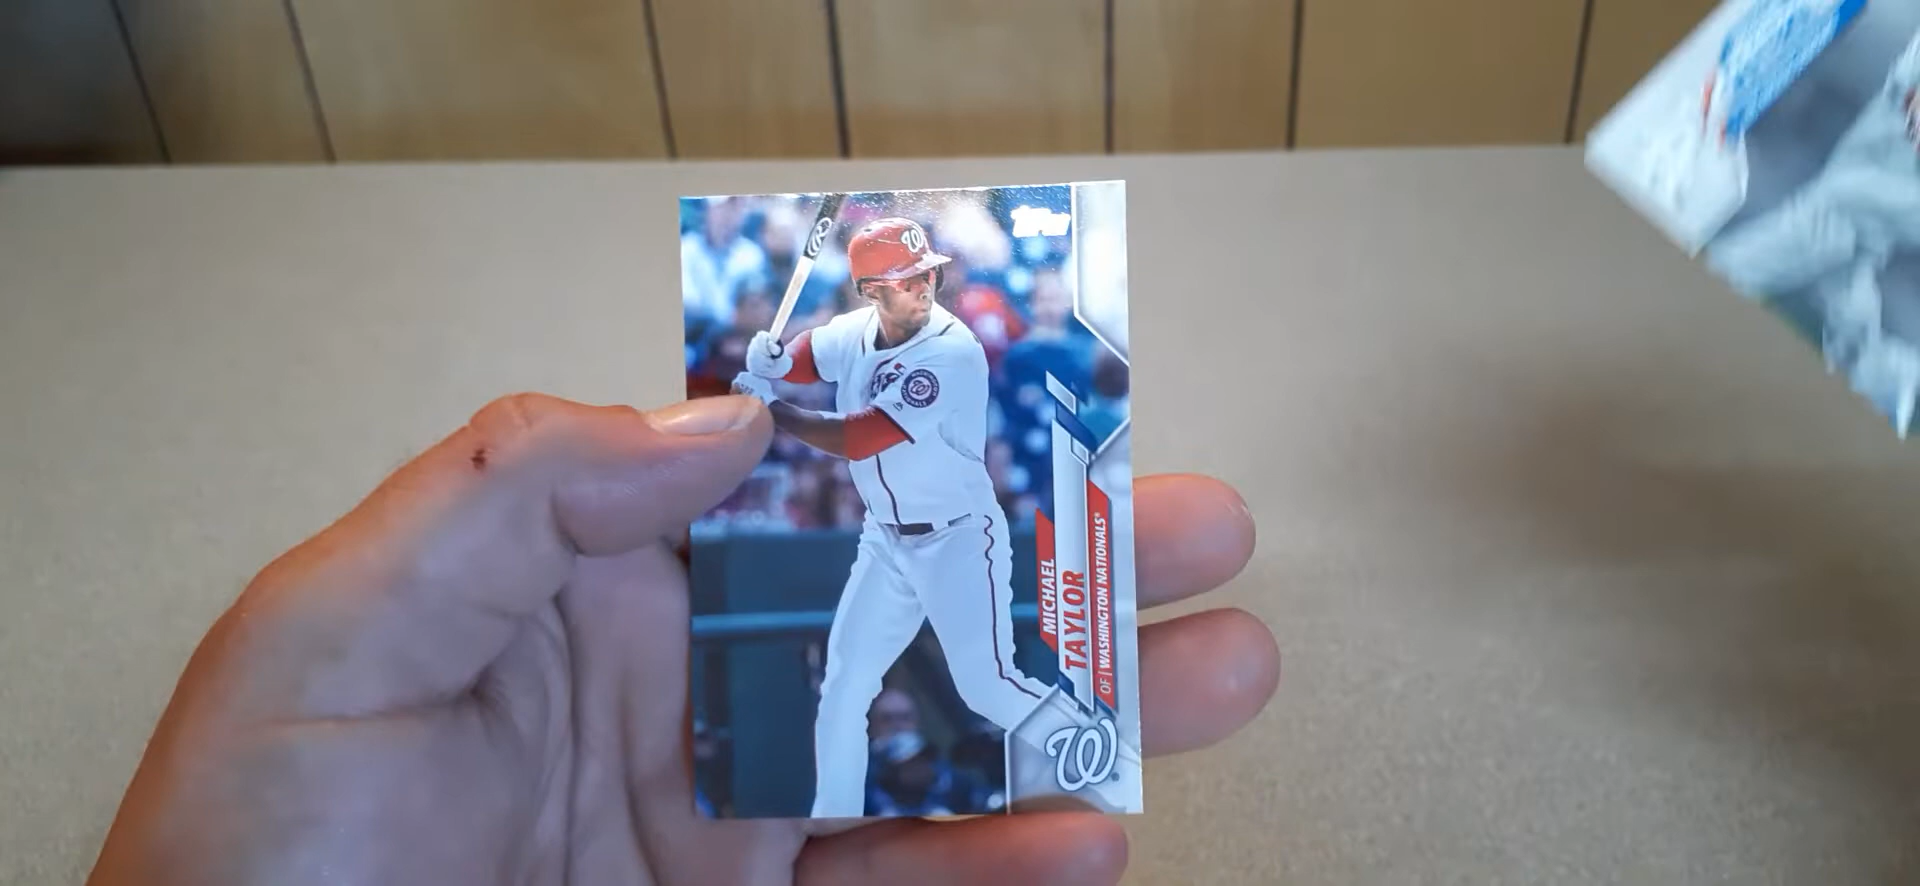 Topps
MICHAEL
TAYLOR
OF | WASHINGTON NATIONALS®
W
W